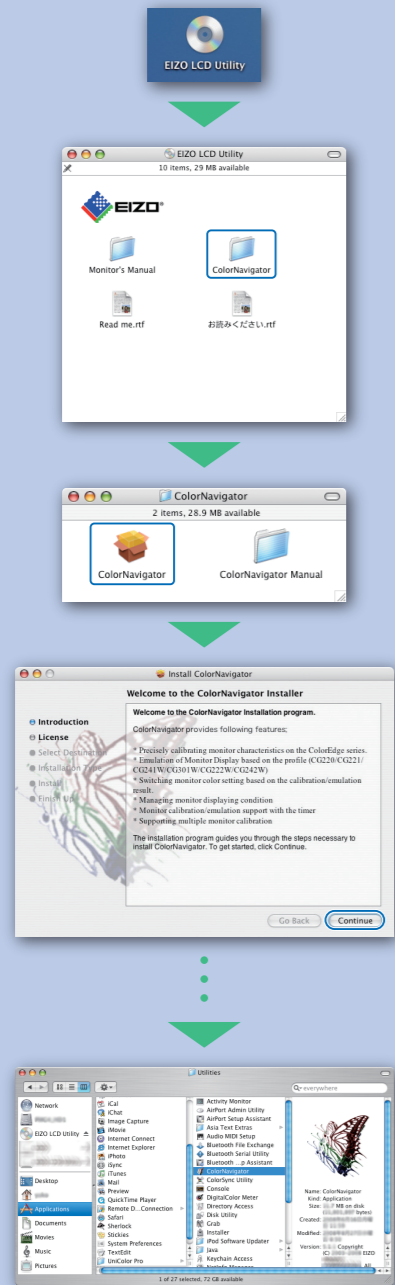 EIZO LCD Utility
EIZO LCD Utility
10 items, 29 MB available
EIZO
Monitor's Manual
ColorNavigator
Read me.rtf
お読みください.rtf
ColorNavigator
2 items, 28.9 MB available
ColorNavigator
ColorNavigator Manual
Install ColorNavigator
Welcome to the ColorNavigator Installer
Introduction
License
Select Destination
Installation Type
Install
Finish Up
Welcome to the ColorNavigator Installation program.
ColorNavigator provides following features:
* Precisely calibrating monitor characteristics on the ColorEdge series.
* Emulation of Monitor Display based on the profile (CG220/CG221/
CG241W/CG301W/CG222W/CG242W)
* Switching monitor color setting based on the calibration/emulation
result.
* Managing monitor displaying condition
* Monitor calibration/emulation support with the timer
* Supporting multiple monitor calibration
The installation program guides you through the steps necessary to
install ColorNavigator. To get started, click Continue.
Go Back
Continue
Utilities
everywhere
Network
EIZO LCD Utility
Desktop
Applications
Documents
Movies
Music
Pictures
iCal
iChat
Image Capture
iMovie
Internet Connect
Internet Explorer
iPhoto
iSync
iTunes
Mail
Preview
QuickTime Player
Remote D...Connection
Safari
Sherlock
Stickies
System Preferences
TextEdit
UniColor Pro
Activity Monitor
AirPort Admin Utility
AirPort Setup Assistant
Asia Text Extras
Audio MIDI Setup
Bluetooth File Exchange
Bluetooth Serial Utility
Bluetooth ...p Assistant
ColorNavigator
ColorSync Utility
Console
DigitalColor Meter
Directory Access
Disk Utility
Grab
Installer
iPod Software Updater
Java
Keychain Access
Name: ColorNavigator
Kind: Application
Size: MB on disk
bytes)
Created:
Modified:
Version: Copyright
(C) EIZO
All
1 of 27 selected, 72 GB available